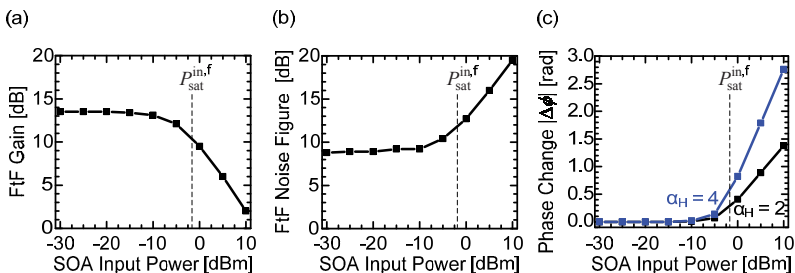 (a)
FtF Gain [dB]
20
15
10
5
0
P_sat^in,f
-30 -20 -10 0 10
SOA Input Power [dBm]
(b)
FtF Noise Figure [dB]
20
15
10
5
0
P_sat^in,f
-30 -20 -10 0 10
SOA Input Power [dBm]
(c)
Phase Change |Δϕ| [rad]
3.0
2.5
2.0
1.5
1.0
0.5
0.0
P_sat^in,f
α_H = 4
α_H = 2
-30 -20 -10 0 10
SOA Input Power [dBm]